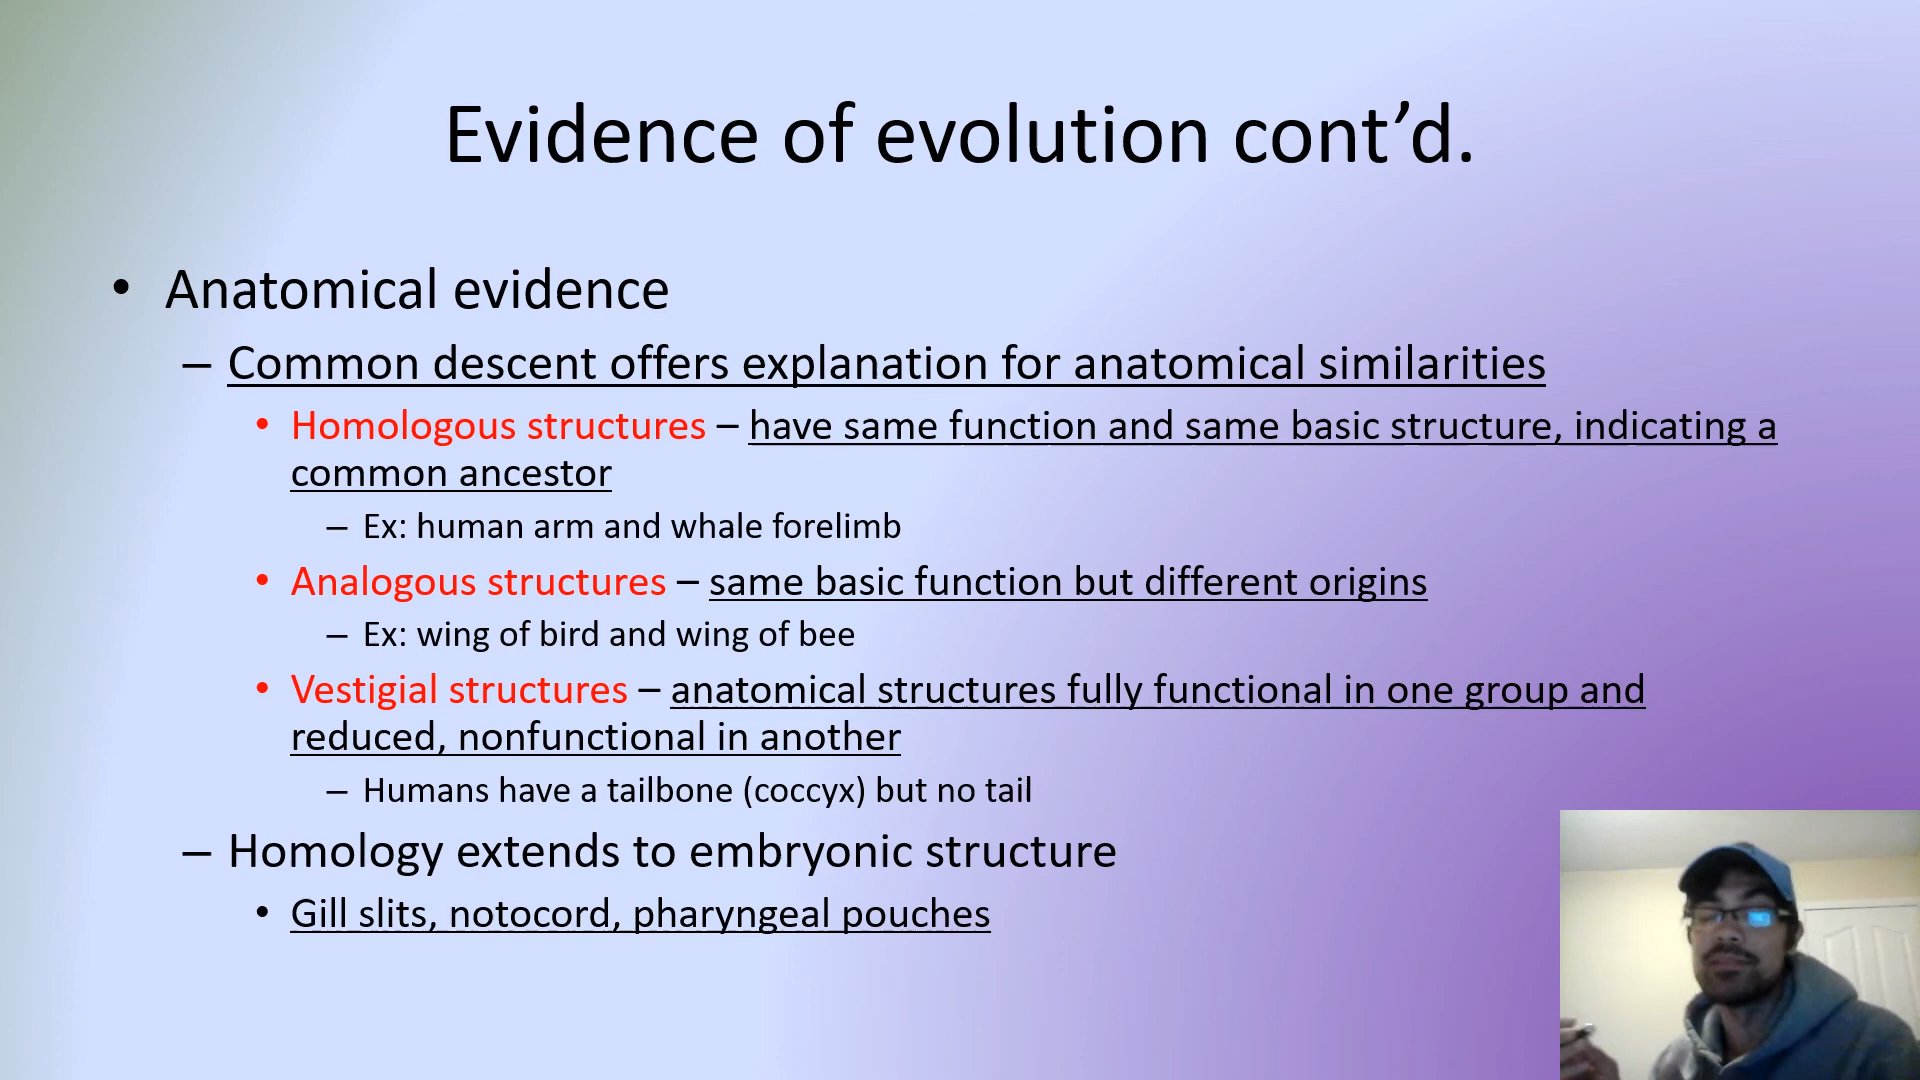 Evidence of evolution cont’d.
• Anatomical evidence
– Common descent offers explanation for anatomical similarities
• Homologous structures – have same function and same basic structure, indicating a
common ancestor
– Ex: human arm and whale forelimb
• Analogous structures – same basic function but different origins
– Ex: wing of bird and wing of bee
• Vestigial structures – anatomical structures fully functional in one group and
reduced, nonfunctional in another
– Humans have a tailbone (coccyx) but no tail
– Homology extends to embryonic structure
• Gill slits, notocord, pharyngeal pouches